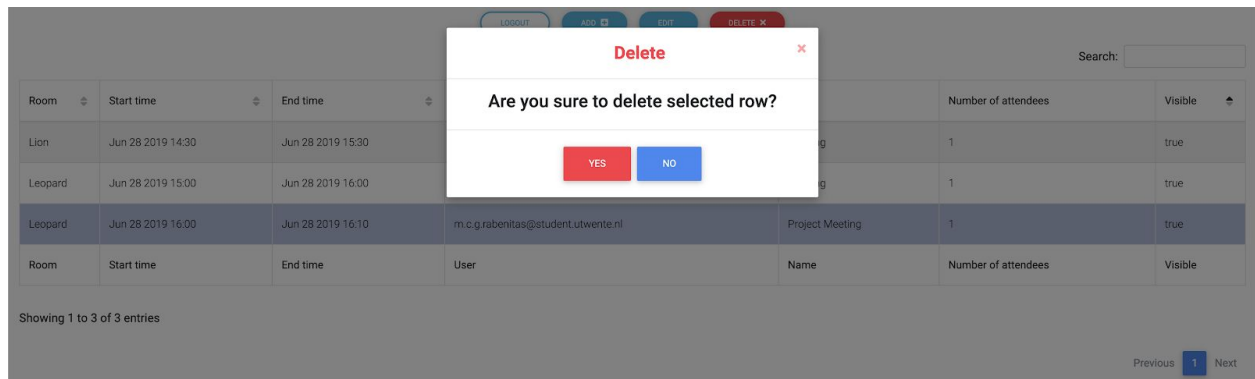 LOGOUT ADD EDIT DELETE
Delete
Search:
Are you sure to delete selected row?
YES NO
Room Start time End time Number of attendees Visible
Lion Jun 28 2019 14:30 Jun 28 2019 15:30 1 true
Leopard Jun 28 2019 15:00 Jun 28 2019 16:00 1 true
Leopard Jun 28 2019 16:00 Jun 28 2019 16:10 m.c.g.rabenitas@student.utwente.nl Project Meeting 1 true
Room Start time End time User Name Number of attendees Visible
Showing 1 to 3 of 3 entries
Previous 1 Next